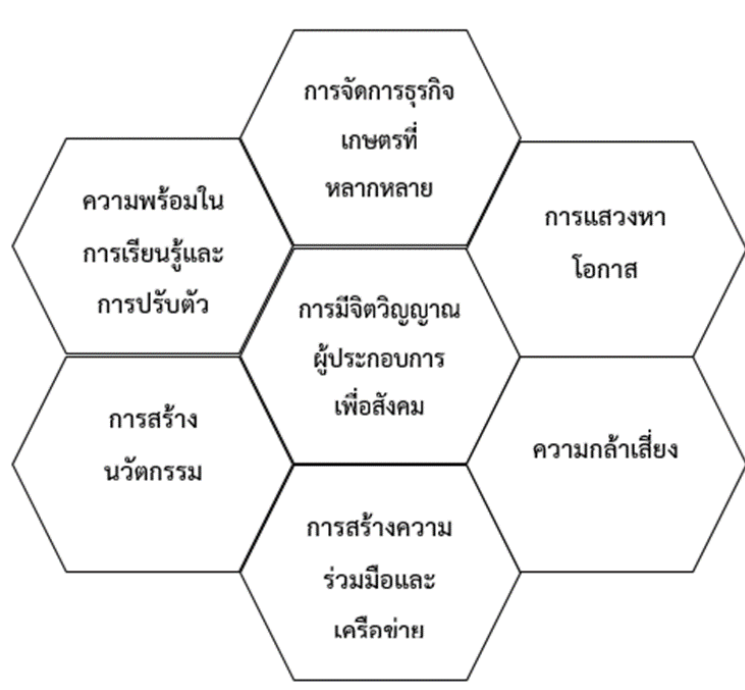 การจัดการธุรกิจ
เกษตรที่
หลากหลาย
ความพร้อมใน
การเรียนรู้และ
การปรับตัว
การแสวงหา
โอกาส
การมีจิตวิญญาณ
ผู้ประกอบการ
เพื่อสังคม
การสร้าง
นวัตกรรม
ความกล้าเสี่ยง
การสร้างความ
ร่วมมือและ
เครือข่าย